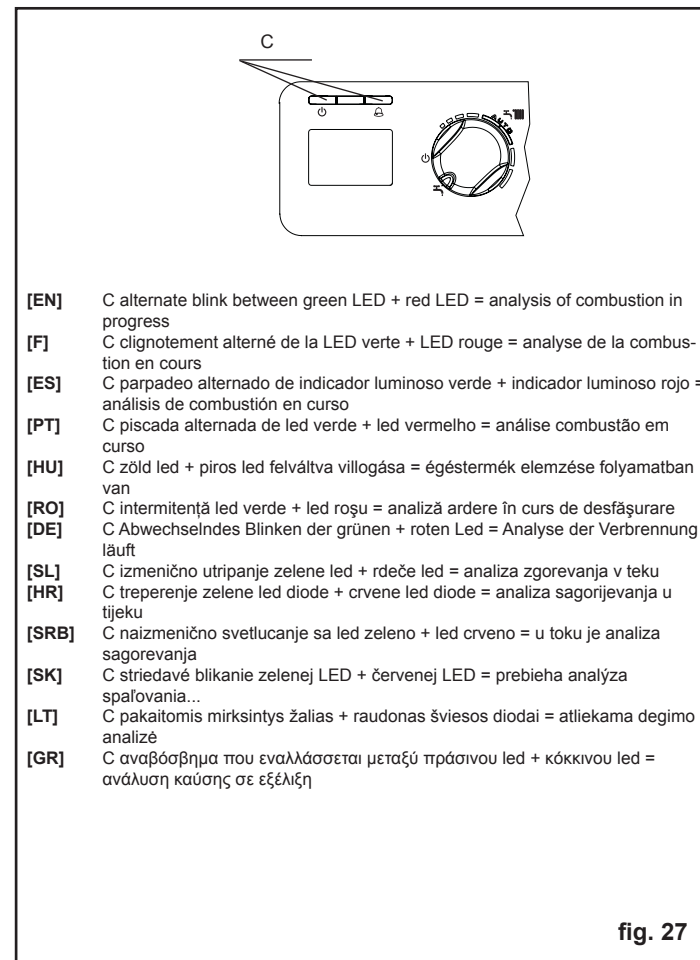 C
AUTO
[EN] C alternate blink between green LED + red LED = analysis of combustion in
progress
[F] C clignotement alterné de la LED verte + LED rouge = analyse de la combus-
tion en cours
[ES] C parpadeo alternado de indicador luminoso verde + indicador luminoso rojo =
análisis de combustión en curso
[PT] C piscada alternada de led verde + led vermelho = análise combustão em
curso
[HU] C zöld led + piros led felváltva villogása = égéstermék elemzése folyamatban
van
[RO] C intermitență led verde + led roşu = analiză ardere în curs de desfăşurare
[DE] C Abwechselndes Blinken der grünen + roten Led = Analyse der Verbrennung
läuft
[SL] C izmenično utripanje zelene led + rdeče led = analiza zgorevanja v teku
[HR] C treperenje zelene led diode + crvene led diode = analiza sagorijevanja u
tijeku
[SRB] C naizmenično svetlucanje sa led zeleno + led crveno = u toku je analiza
sagorevanja
[SK] C striedavé blikanie zelenej LED + červenej LED = prebieha analýza
spaľovania...
[LT] C pakaitomis mirksintys žalias + raudonas šviesos diodai = atliekama degimo
analizė
[GR] C αναβόσβημα που εναλλάσσεται μεταξύ πράσινου led + κόκκινου led =
ανάλυση καύσης σε εξέλιξη
fig. 27